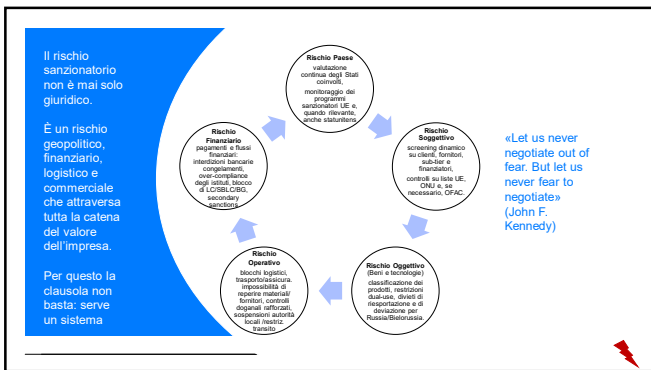 Il rischio
sanzionatorio
non è mai solo
giuridico.
È un rischio
geopolitico,
finanziario,
logistico e
commerciale
che attraversa
tutta la catena
del valore
dell'impresa.
Per questo la
clausola non
basta: serve
un sistema
Rischio Paese
valutazione
continua degli Stati
coinvolti,
monitoraggio dei
programmi
sanzionatori UE e,
quando rilevante,
anche statunitens.
Rischio
Soggettivo
screening dinamico
su clienti, fornitori,
sub-tier e
finanziatori,
controlli su liste UE,
ONU e, se
necessario, OFAC.
Rischio Oggettivo
(Beni e tecnologie)
classificazione dei
prodotti, restrizioni
dual-use, divieti di
riesportazione e di
deviazione per
Russia/Bielorussia.
Rischio
Operativo
blocchi logistici,
trasporto/assicura.
impossibilità di
reperire materiali/
fornitori, controlli
doganali rafforzati,
sospensioni autorità
locali /restriz.
transito
Rischio
Finanziario
pagamenti e flussi
finanziari:
interdizioni bancarie
congelamenti,
over-compliance
degli istituti, blocco
di LC/SBLC/BG,
secondary
sanctions
«Let us never
negotiate out of
fear. But let us
never fear to
negotiate»
(John F.
Kennedy)